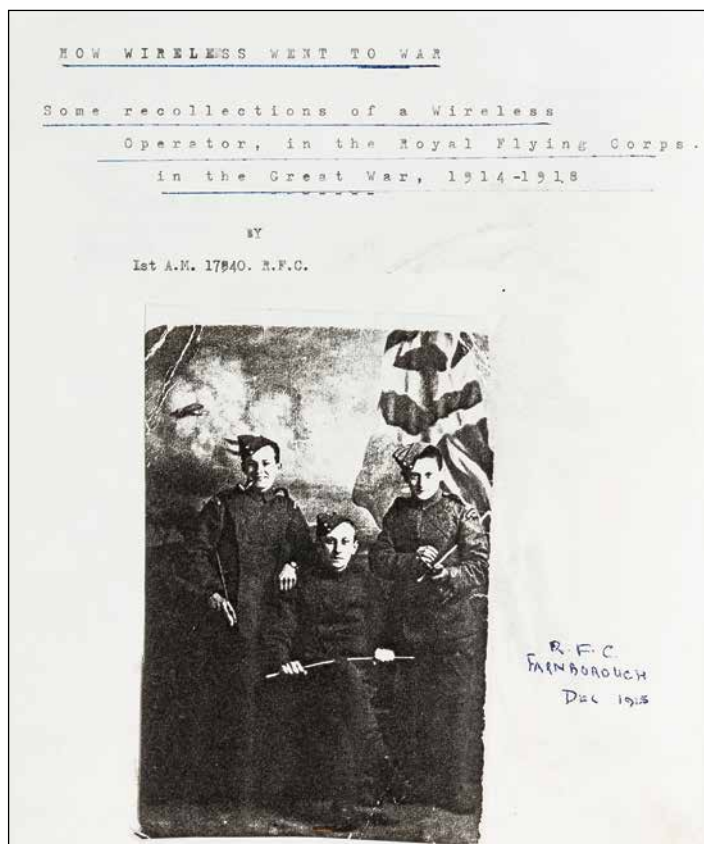 HOW WIRELESS WENT TO WAR
Some recollections of a Wireless
Operator, in the Royal Flying Corps.
in the Great War, 1914-1918
BY
1st A.M. 17840. R.F.C.
R.F.C.
FARNBOROUGH
DEC 1915